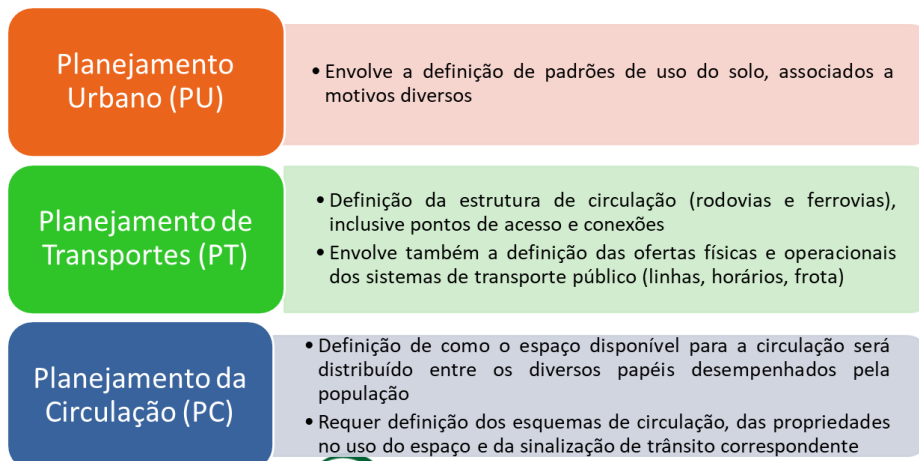 Planejamento
Urbano (PU)
• Envolve a definição de padrões de uso do solo, associados a
motivos diversos
Planejamento de
Transportes (PT)
• Definição da estrutura de circulação (rodovias e ferrovias),
inclusive pontos de acesso e conexões
• Envolve também a definição das ofertas físicas e operacionais
dos sistemas de transporte público (linhas, horários, frota)
Planejamento da
Circulação (PC)
• Definição de como o espaço disponível para a circulação será
distribuído entre os diversos papéis desempenhados pela
população
• Requer definição dos esquemas de circulação, das propriedades
no uso do espaço e da sinalização de trânsito correspondente